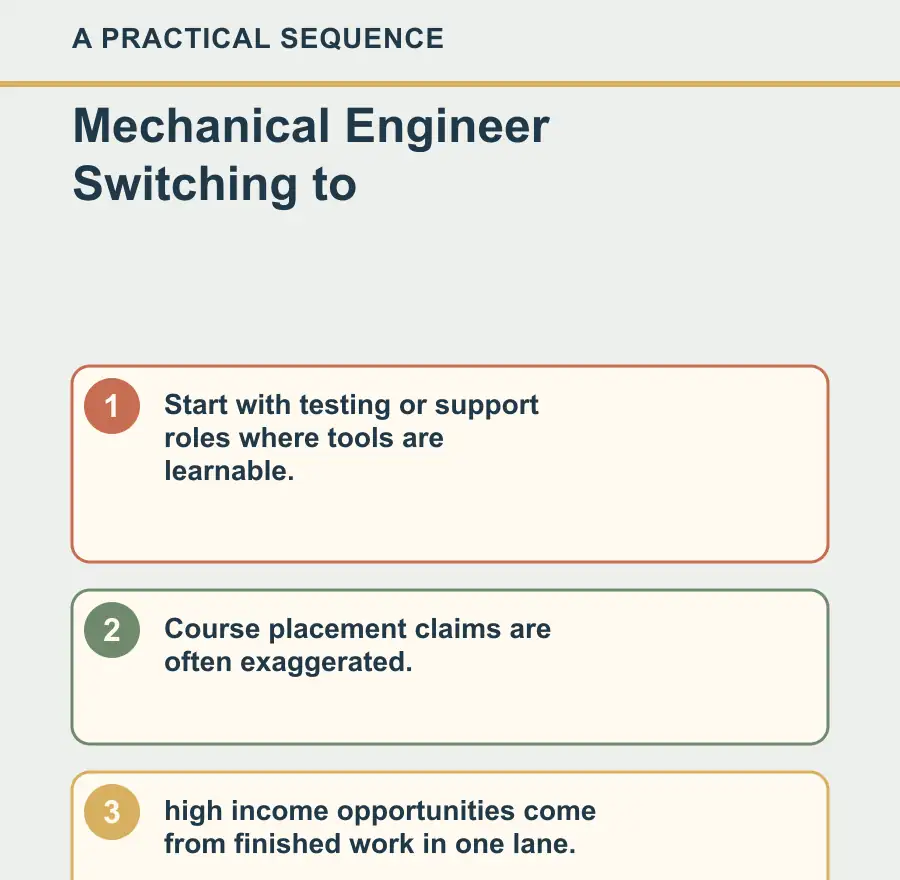 A PRACTICAL SEQUENCE
Mechanical Engineer
Switching to
1
Start with testing or support
roles where tools are
learnable.
2
Course placement claims are
often exaggerated.
3
high income opportunities come
from finished work in one lane.